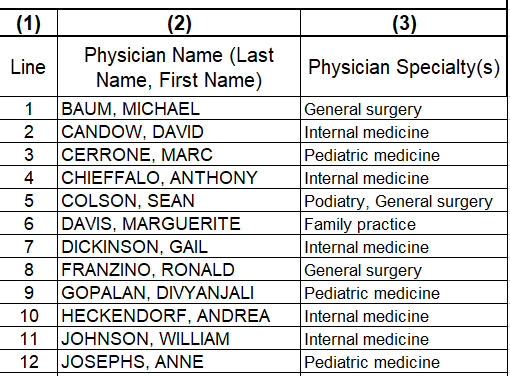 (1) (2) (3)
Line Physician Name (Last Name, First Name) Physician Specialty(s)
1 BAUM, MICHAEL General surgery
2 CANDOW, DAVID Internal medicine
3 CERRONE, MARC Pediatric medicine
4 CHIEFFALO, ANTHONY Internal medicine
5 COLSON, SEAN Podiatry, General surgery
6 DAVIS, MARGUERITE Family practice
7 DICKINSON, GAIL Internal medicine
8 FRANZINO, RONALD General surgery
9 GOPALAN, DIVYANJALI Pediatric medicine
10 HECKENDORF, ANDREA Internal medicine
11 JOHNSON, WILLIAM Internal medicine
12 JOSEPHS, ANNE Pediatric medicine